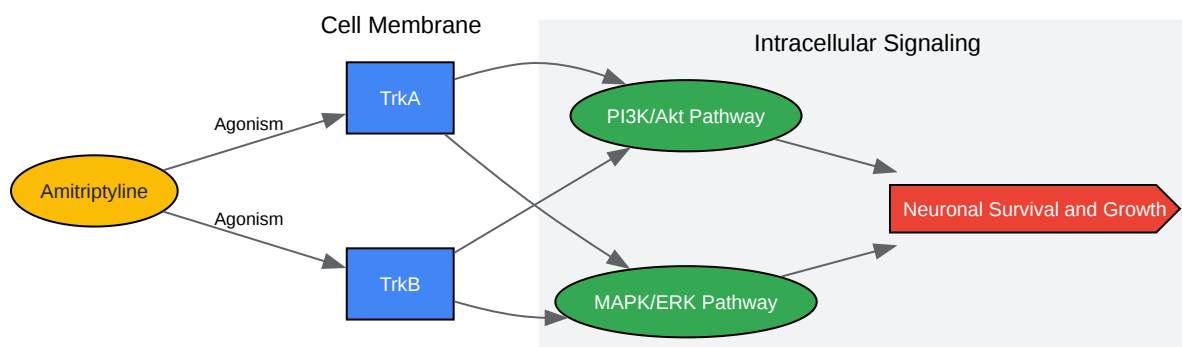 Cell Membrane
Intracellular Signaling
TrkA
PI3K/Akt Pathway
Agonism
Amitriptyline
Neuronal Survival and Growth
Agonism
TrkB
MAPK/ERK Pathway